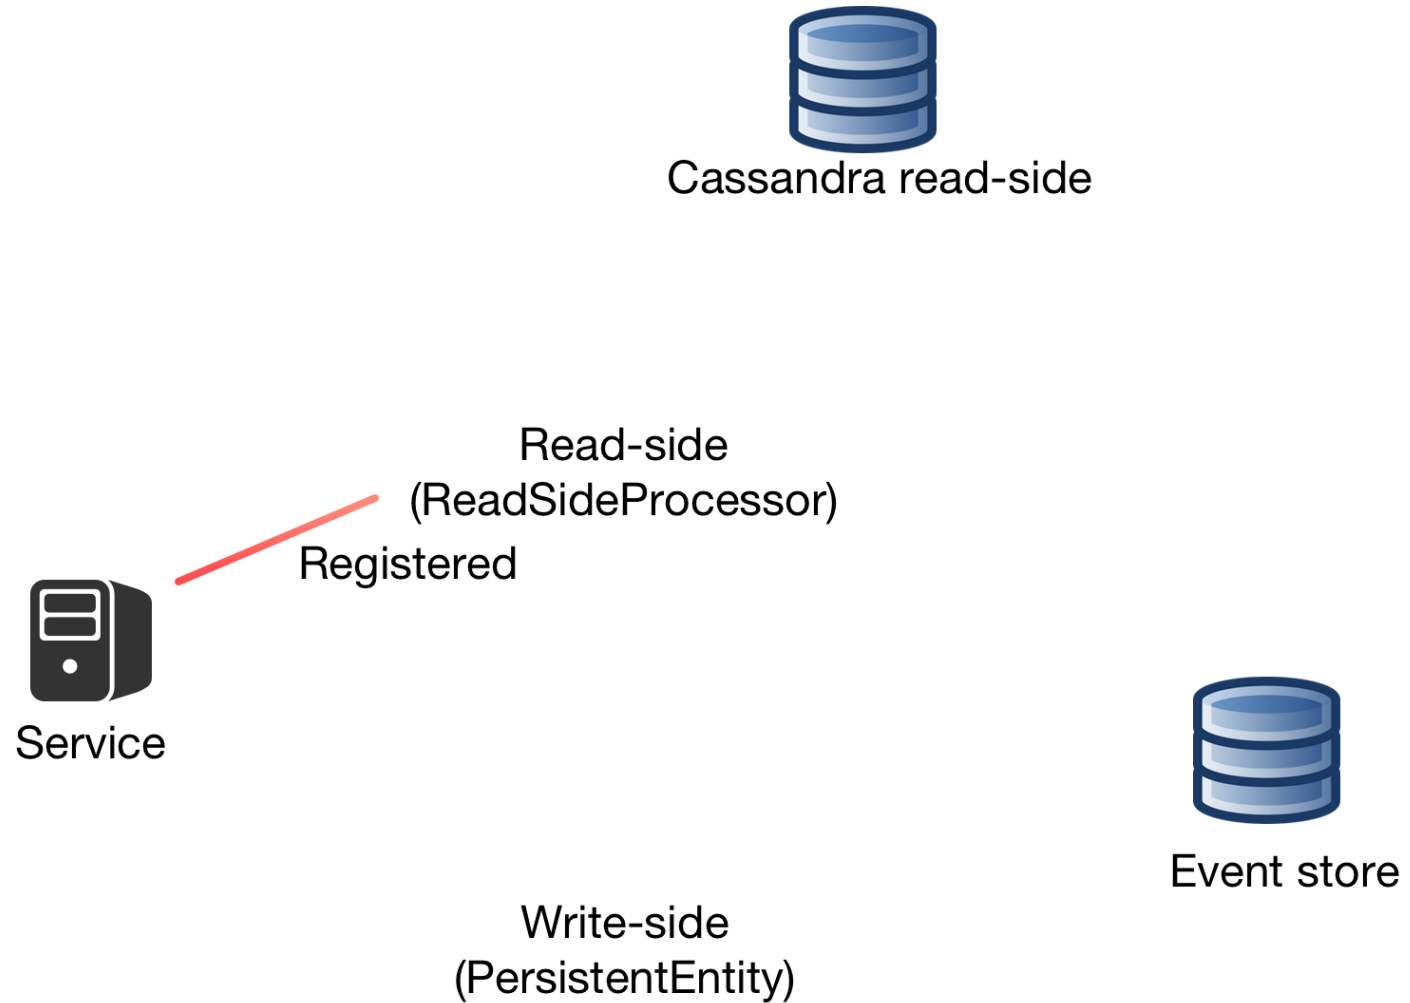 Cassandra read-side
Read-side
(ReadSideProcessor)
Registered
Service
Event store
Write-side
(PersistentEntity)